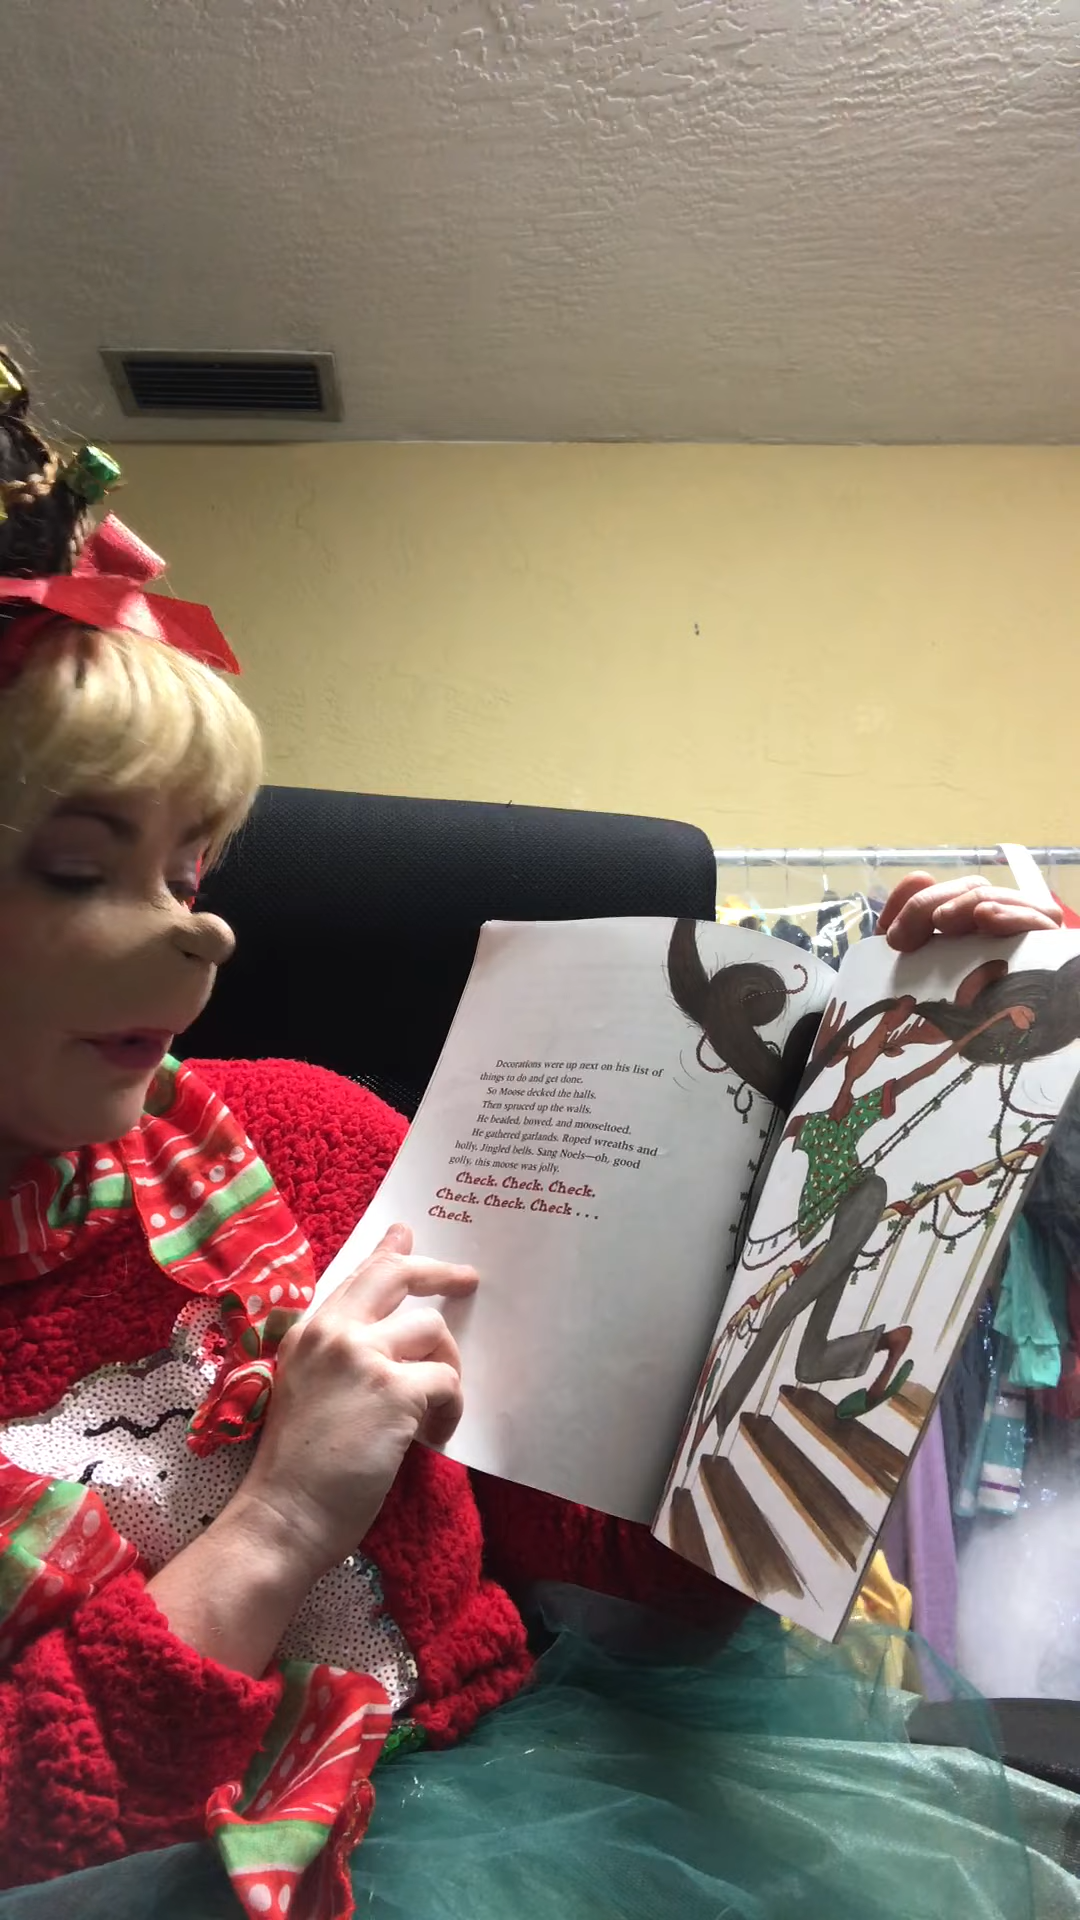 Decorations were up next on his list of
things to do and get done.
So Moose decked the halls.
Then spruced up the walls.
He beaded, bowed, and mooseltoed.
He gathered garlands. Roped wreaths and
holly. Jingled bells. Sang Noels—oh, good
golly, this moose was jolly.
Check. Check. Check.
Check. Check. Check . . .
Check.